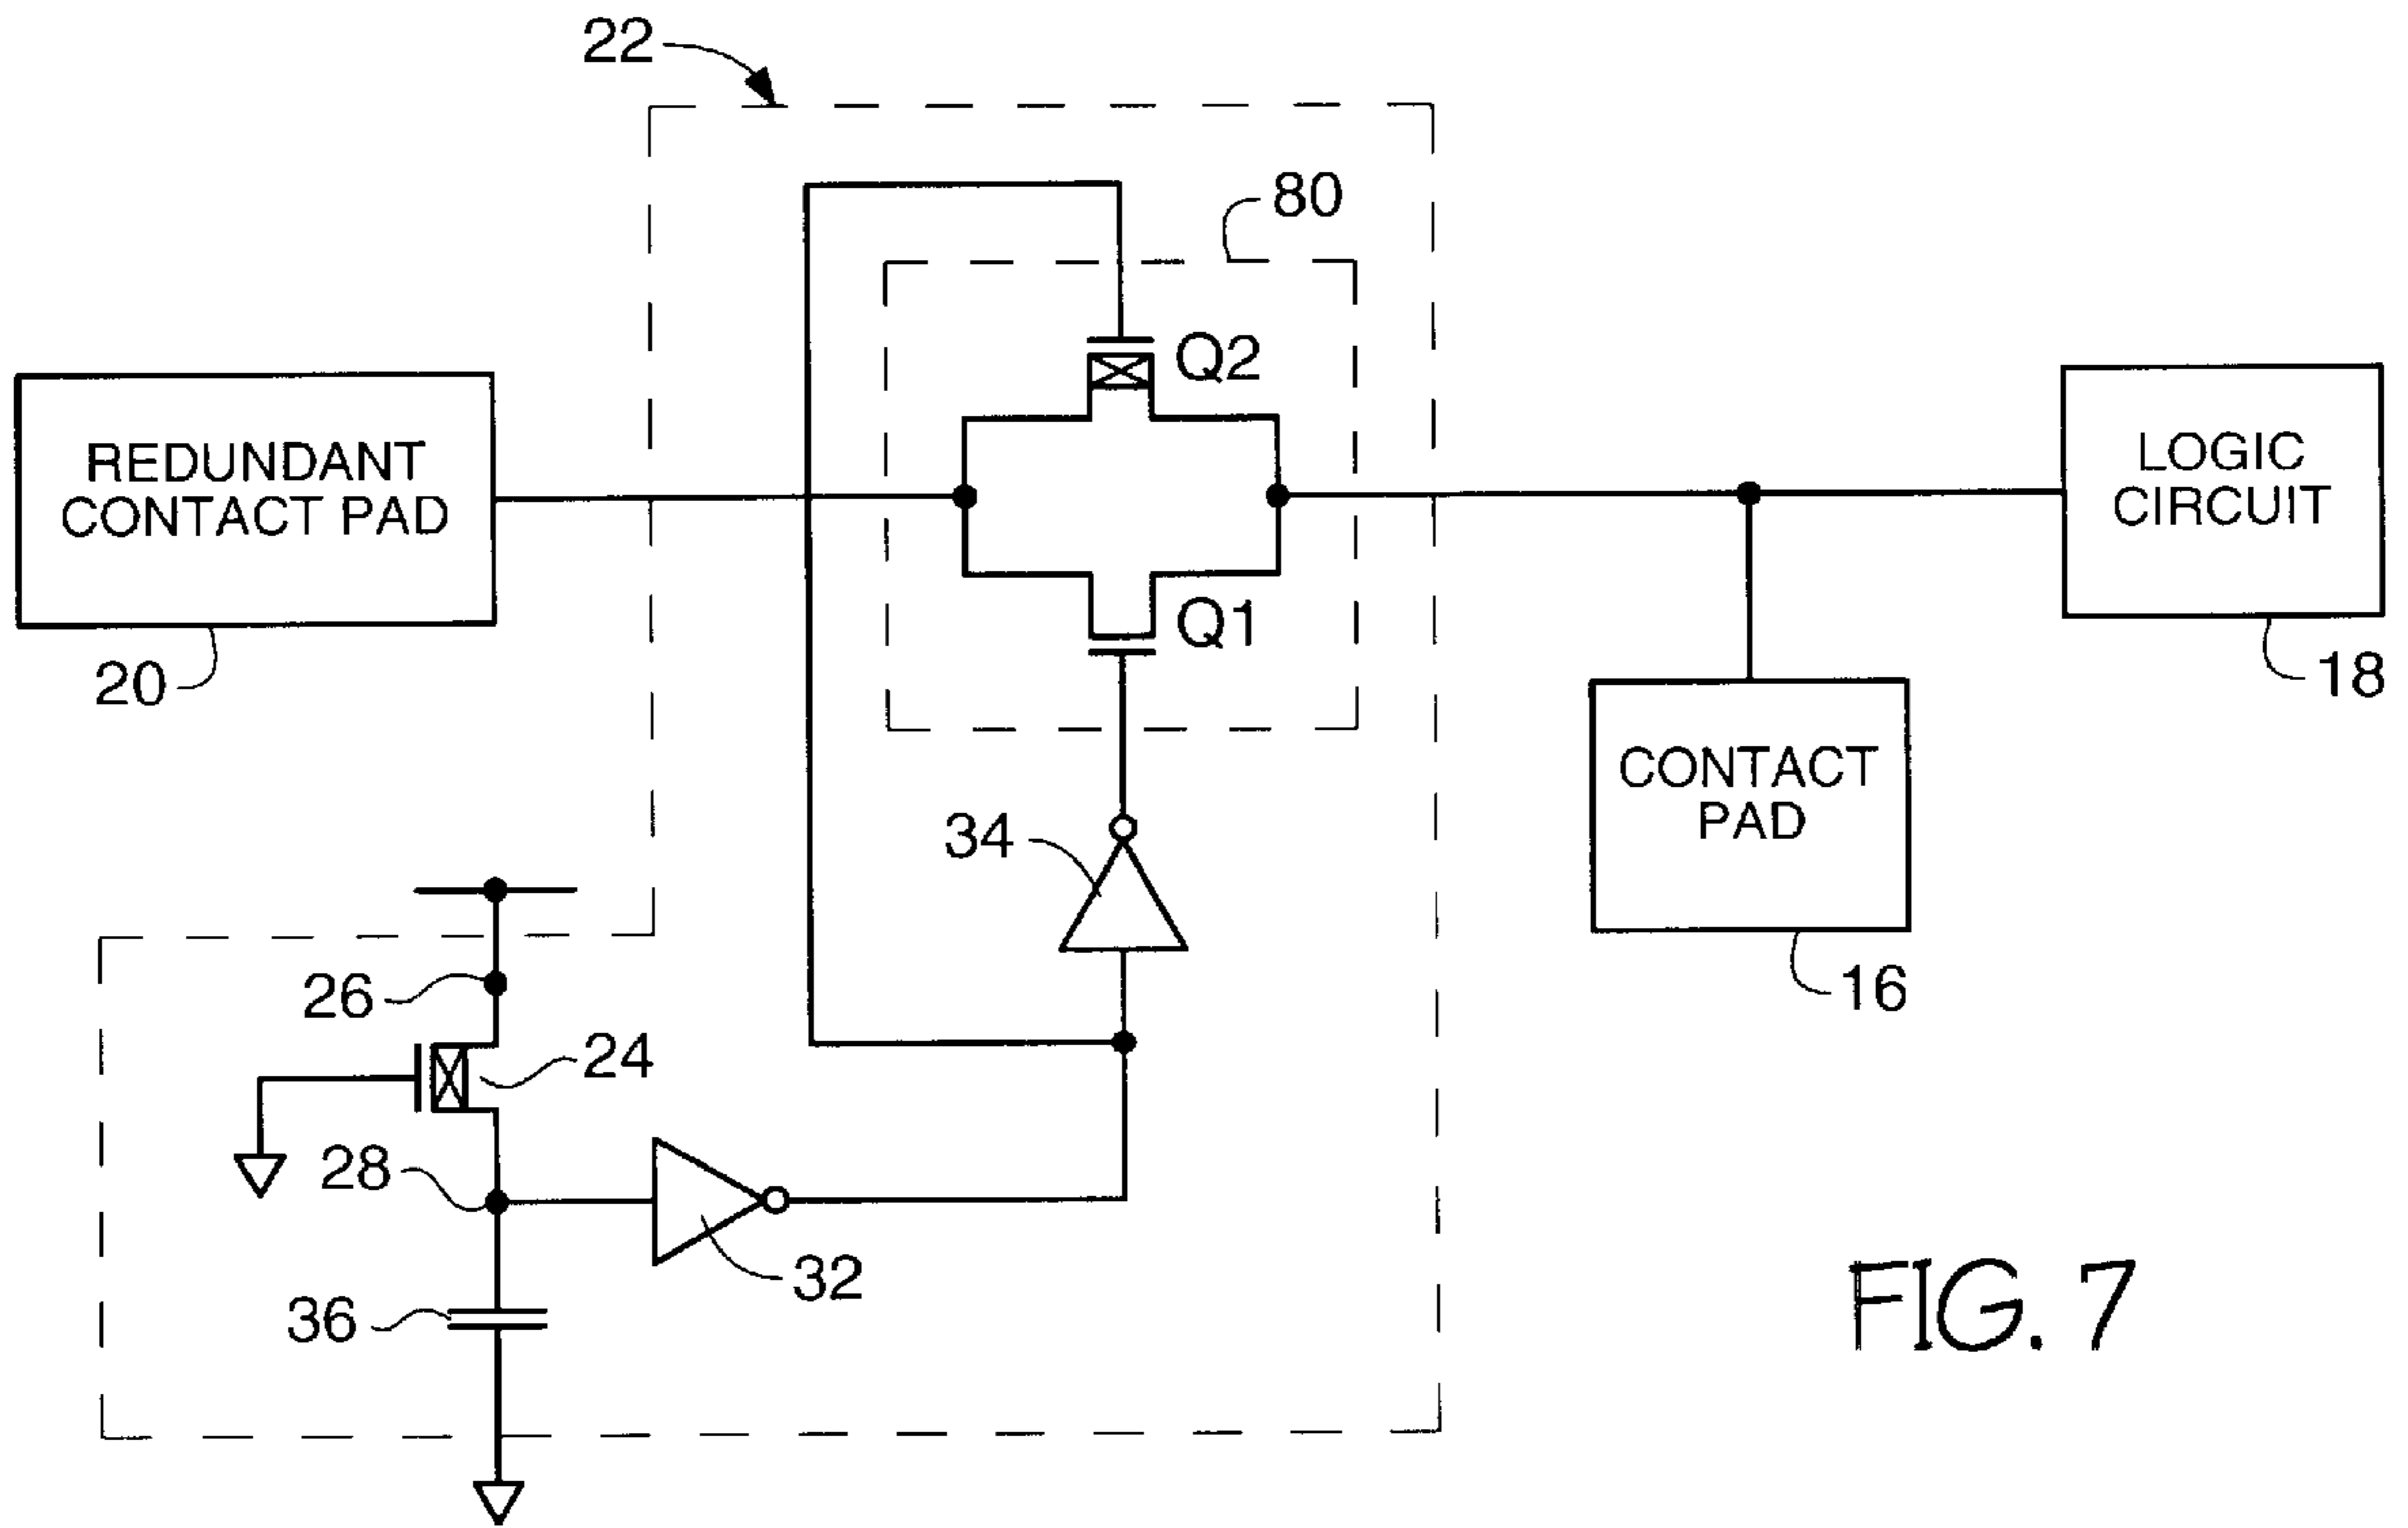 22
80
Q2
REDUNDANT
CONTACT PAD
LOGIC
CIRCUIT
Q1
20
18
CONTACT
PAD
34
26
16
24
28
32
36
FIG. 7